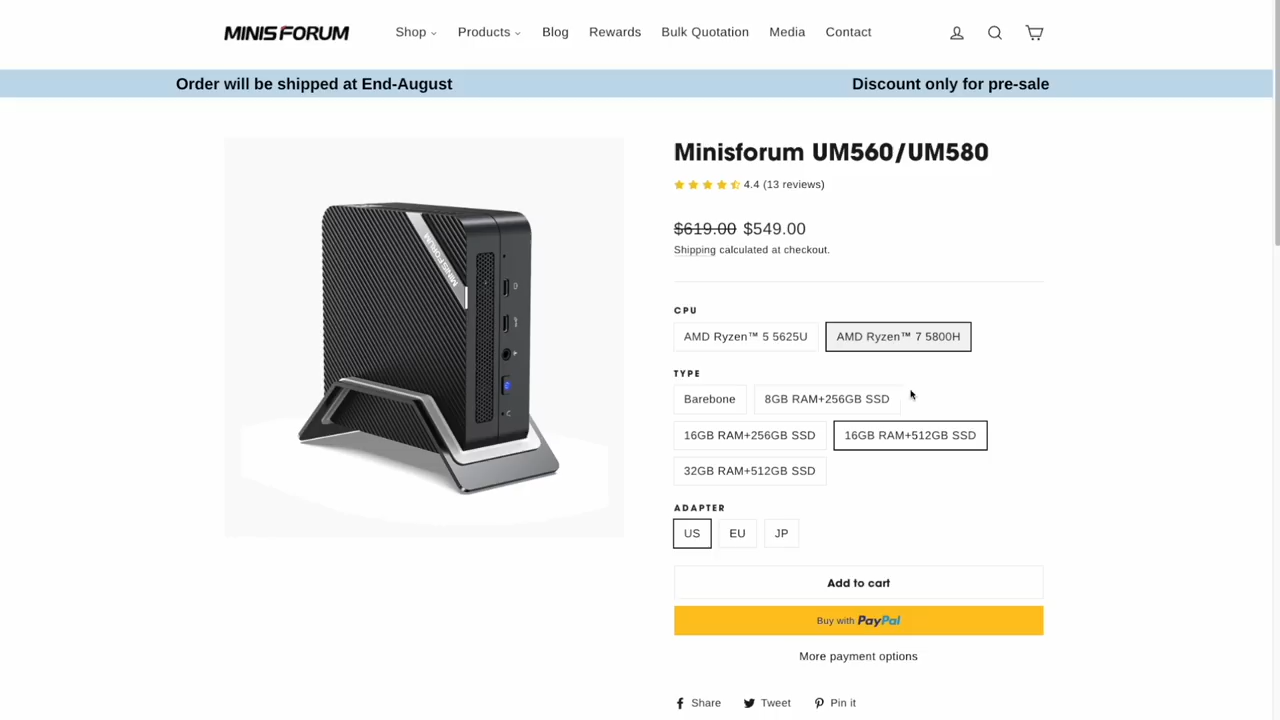 MINISFORUM
Shop Products Blog Rewards Bulk Quotation Media Contact
Order will be shipped at End-August Discount only for pre-sale
MINISFORUM
Minisforum UM560/UM580
4.4 (13 reviews)
$619.00 $549.00
Shipping calculated at checkout.
CPU
AMD Ryzen™ 5 5625U AMD Ryzen™ 7 5800H
TYPE
Barebone 8GB RAM+256GB SSD
16GB RAM+256GB SSD 16GB RAM+512GB SSD
32GB RAM+512GB SSD
ADAPTER
US EU JP
Add to cart
Buy with PayPal
More payment options
Share Tweet Pin it